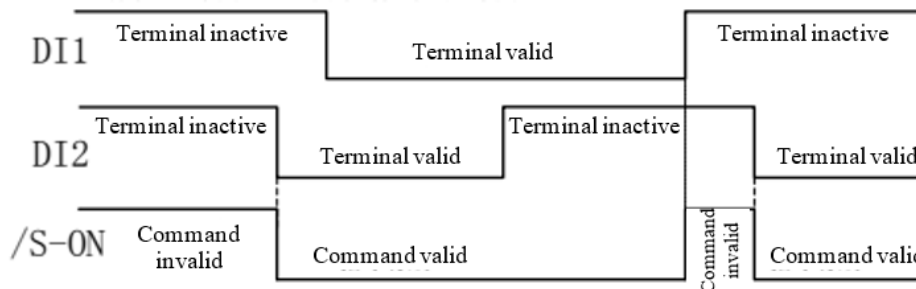 DI1
Terminal inactive
Terminal valid
Terminal inactive
DI2
Terminal inactive
Terminal valid
Terminal inactive
Terminal valid
/S-ON
Command
invalid
Command valid
Command
invalid
Command valid